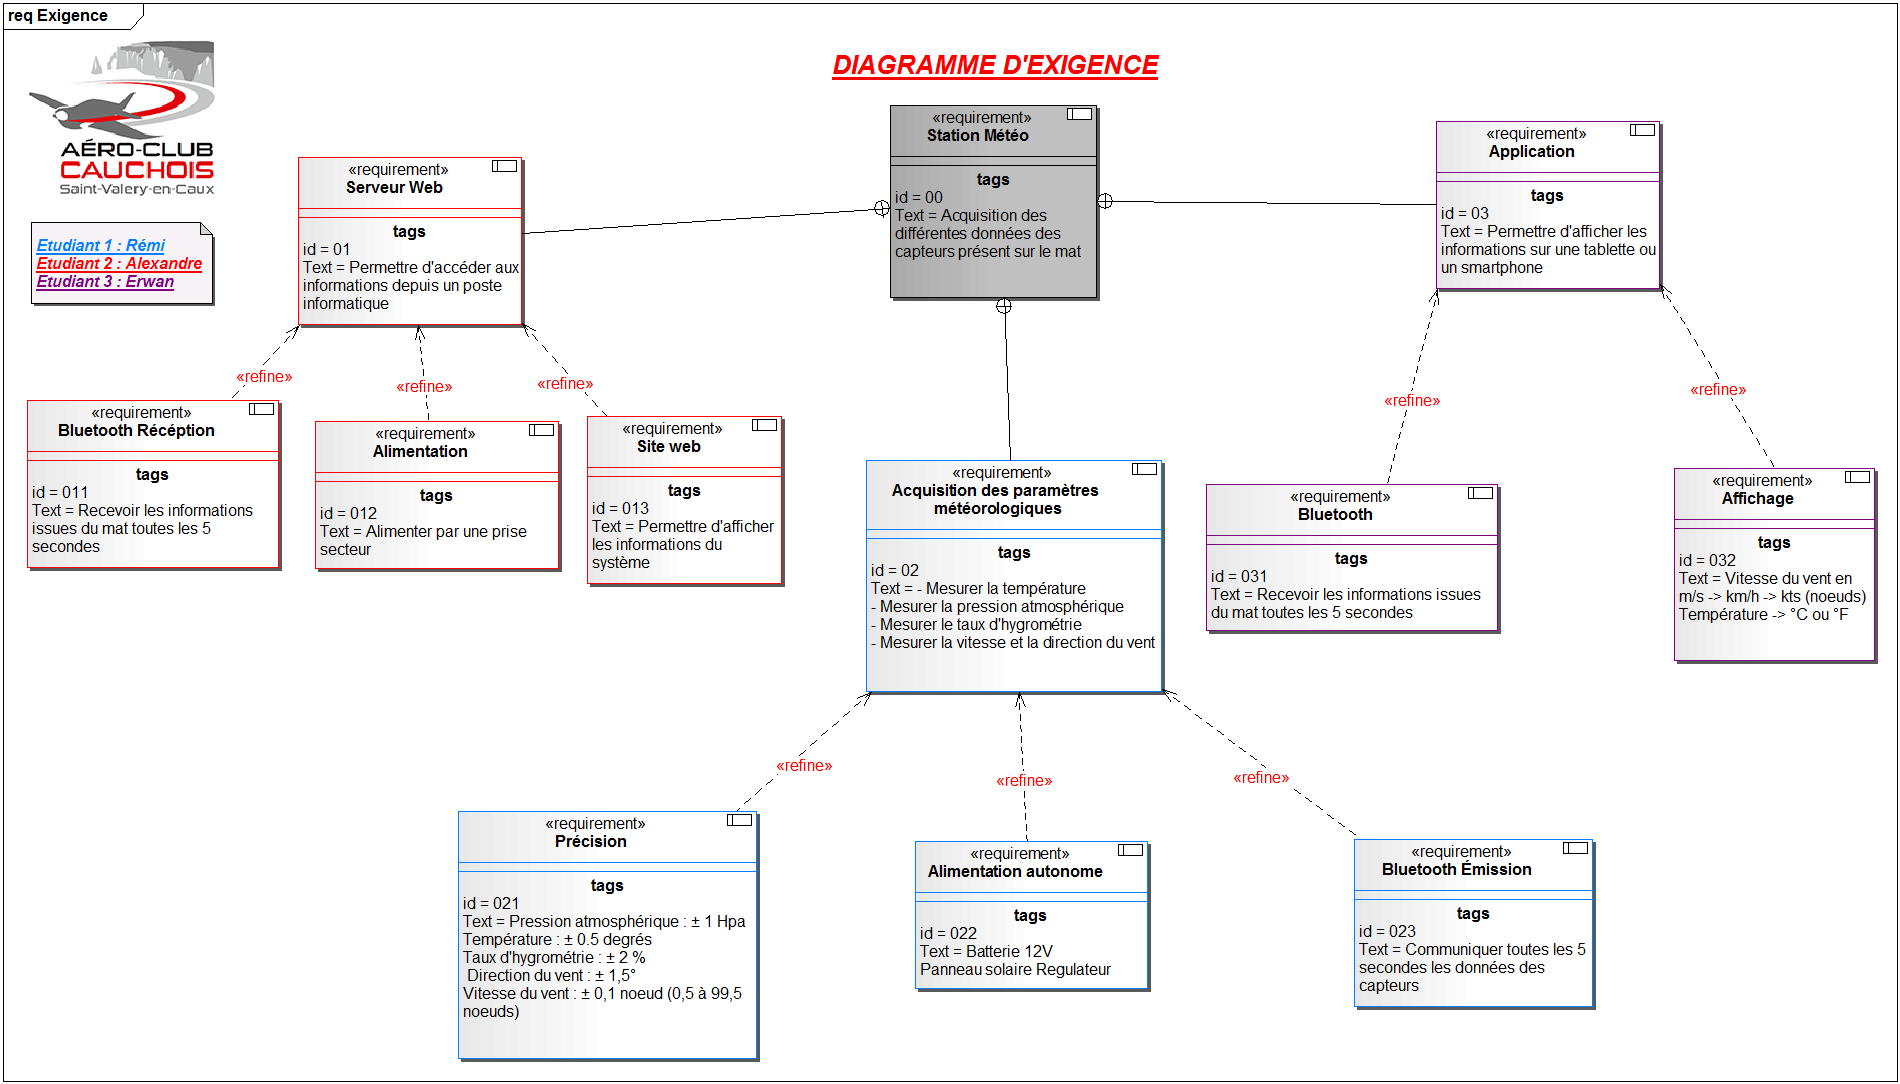 req Exigence
DIAGRAMME D'EXIGENCE
AÉRO-CLUB
CAUCHOIS
Saint-Valery-en-Caux
Etudiant 1 : Rémi
Etudiant 2 : Alexandre
Etudiant 3 : Erwan
«requirement»
Serveur Web
tags
id = 01
Text = Permettre d'accéder aux
informations depuis un poste
informatique
«requirement»
Station Météo
tags
id = 00
Text = Acquisition des
différentes données des
capteurs présent sur le mat
«requirement»
Application
tags
id = 03
Text = Permettre d'afficher les
informations sur une tablette ou
un smartphone
«refine»
«refine»
«refine»
«refine»
«refine»
«requirement»
Bluetooth Récéption
tags
id = 011
Text = Recevoir les informations
issues du mat toutes les 5
secondes
«requirement»
Alimentation
tags
id = 012
Text = Alimenter par une prise
secteur
«requirement»
Site web
tags
id = 013
Text = Permettre d'afficher
les informations du
système
«requirement»
Acquisition des paramètres
météorologiques
tags
id = 02
Text = - Mesurer la température
- Mesurer la pression atmosphérique
- Mesurer le taux d'hygrométrie
- Mesurer la vitesse et la direction du vent
«requirement»
Bluetooth
tags
id = 031
Text = Recevoir les informations issues
du mat toutes les 5 secondes
«requirement»
Affichage
tags
id = 032
Text = Vitesse du vent en
m/s -> km/h -> kts (noeuds)
Température -> °C ou °F
«refine»
«refine»
«refine»
«requirement»
Précision
tags
id = 021
Text = Pression atmosphérique : ± 1 Hpa
Température : ± 0.5 degrés
Taux d'hygrométrie : ± 2 %
Direction du vent : ± 1,5°
Vitesse du vent : ± 0,1 noeud (0,5 à 99,5
noeuds)
«requirement»
Alimentation autonome
tags
id = 022
Text = Batterie 12V
Panneau solaire Regulateur
«requirement»
Bluetooth Émission
tags
id = 023
Text = Communiquer toutes les 5
secondes les données des
capteurs